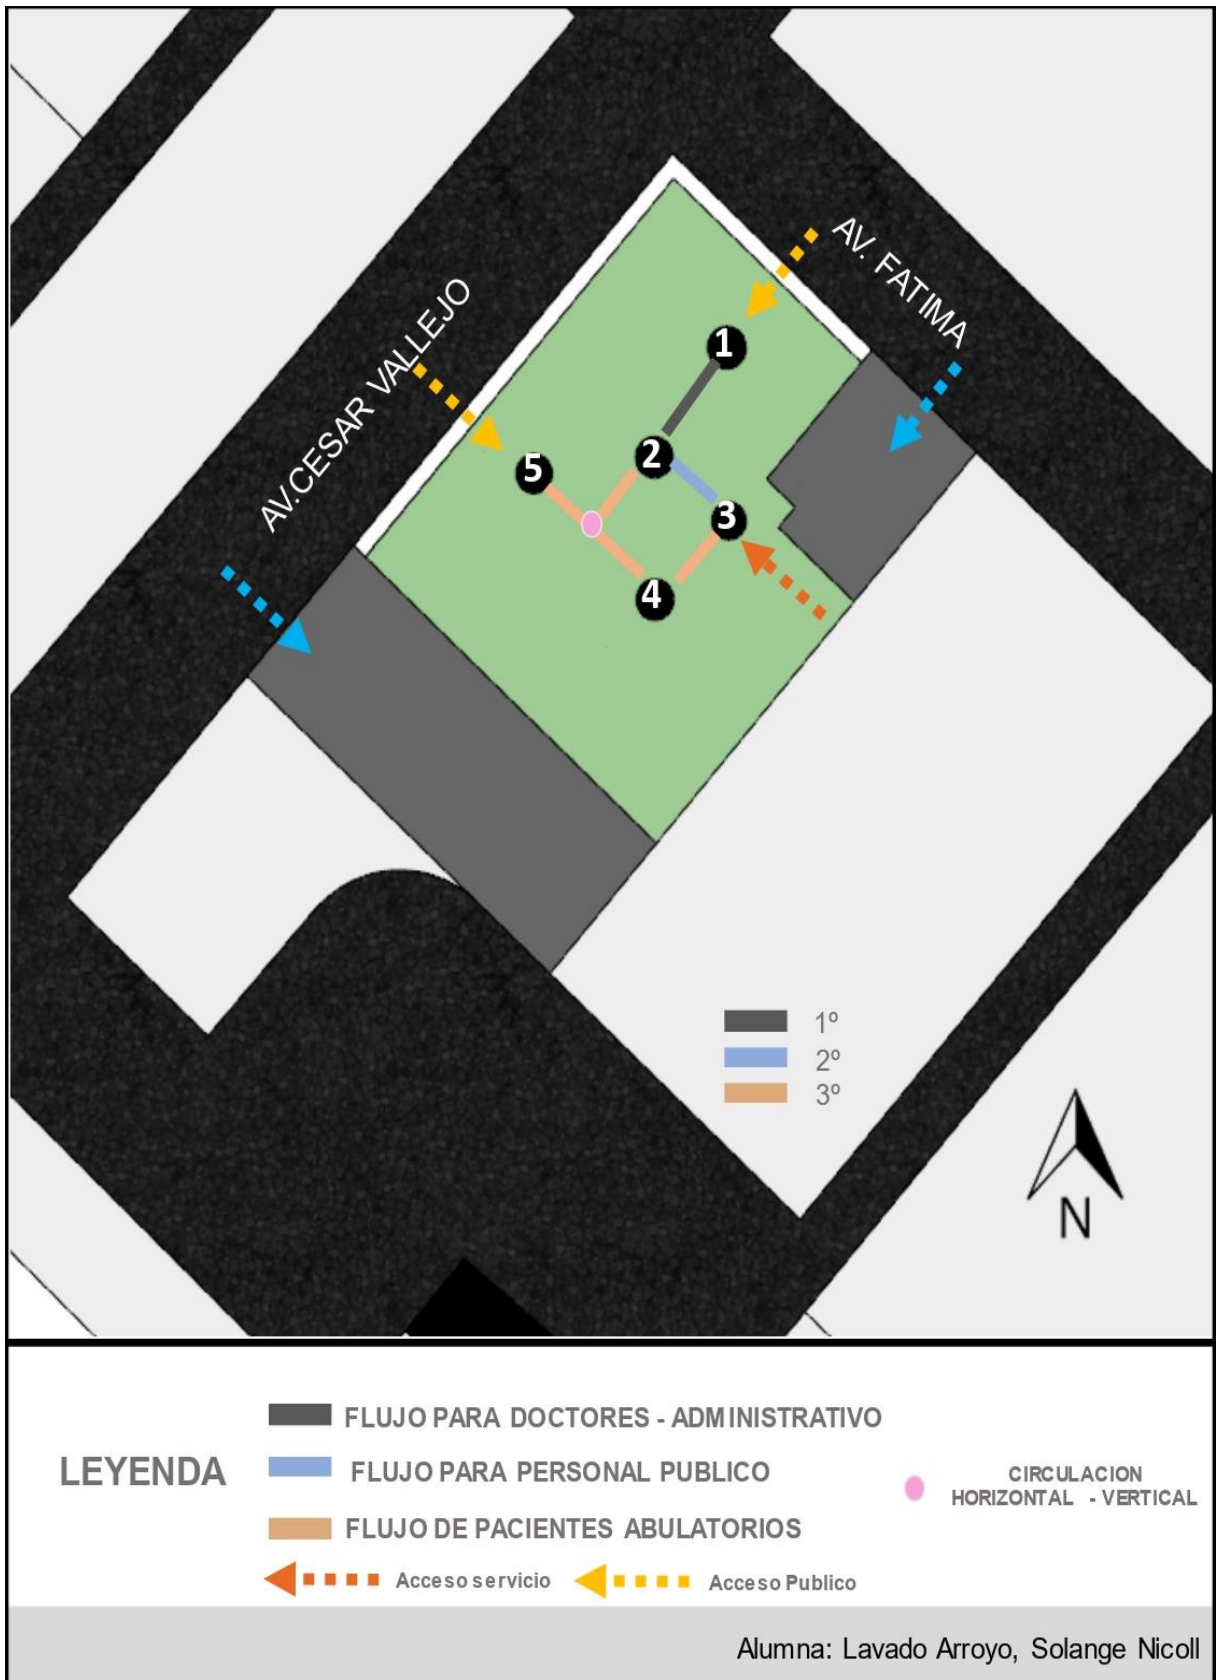 AV. FATIMA
AV.CESAR VALLEJO
1
2
5
3
4
1º
2º
3º
N
LEYENDA
FLUJO PARA DOCTORES - ADMINISTRATIVO
FLUJO PARA PERSONAL PUBLICO
FLUJO DE PACIENTES ABULATORIOS
CIRCULACION
HORIZONTAL - VERTICAL
Acceso servicio
Acceso Publico
Alumna: Lavado Arroyo, Solange Nicoll